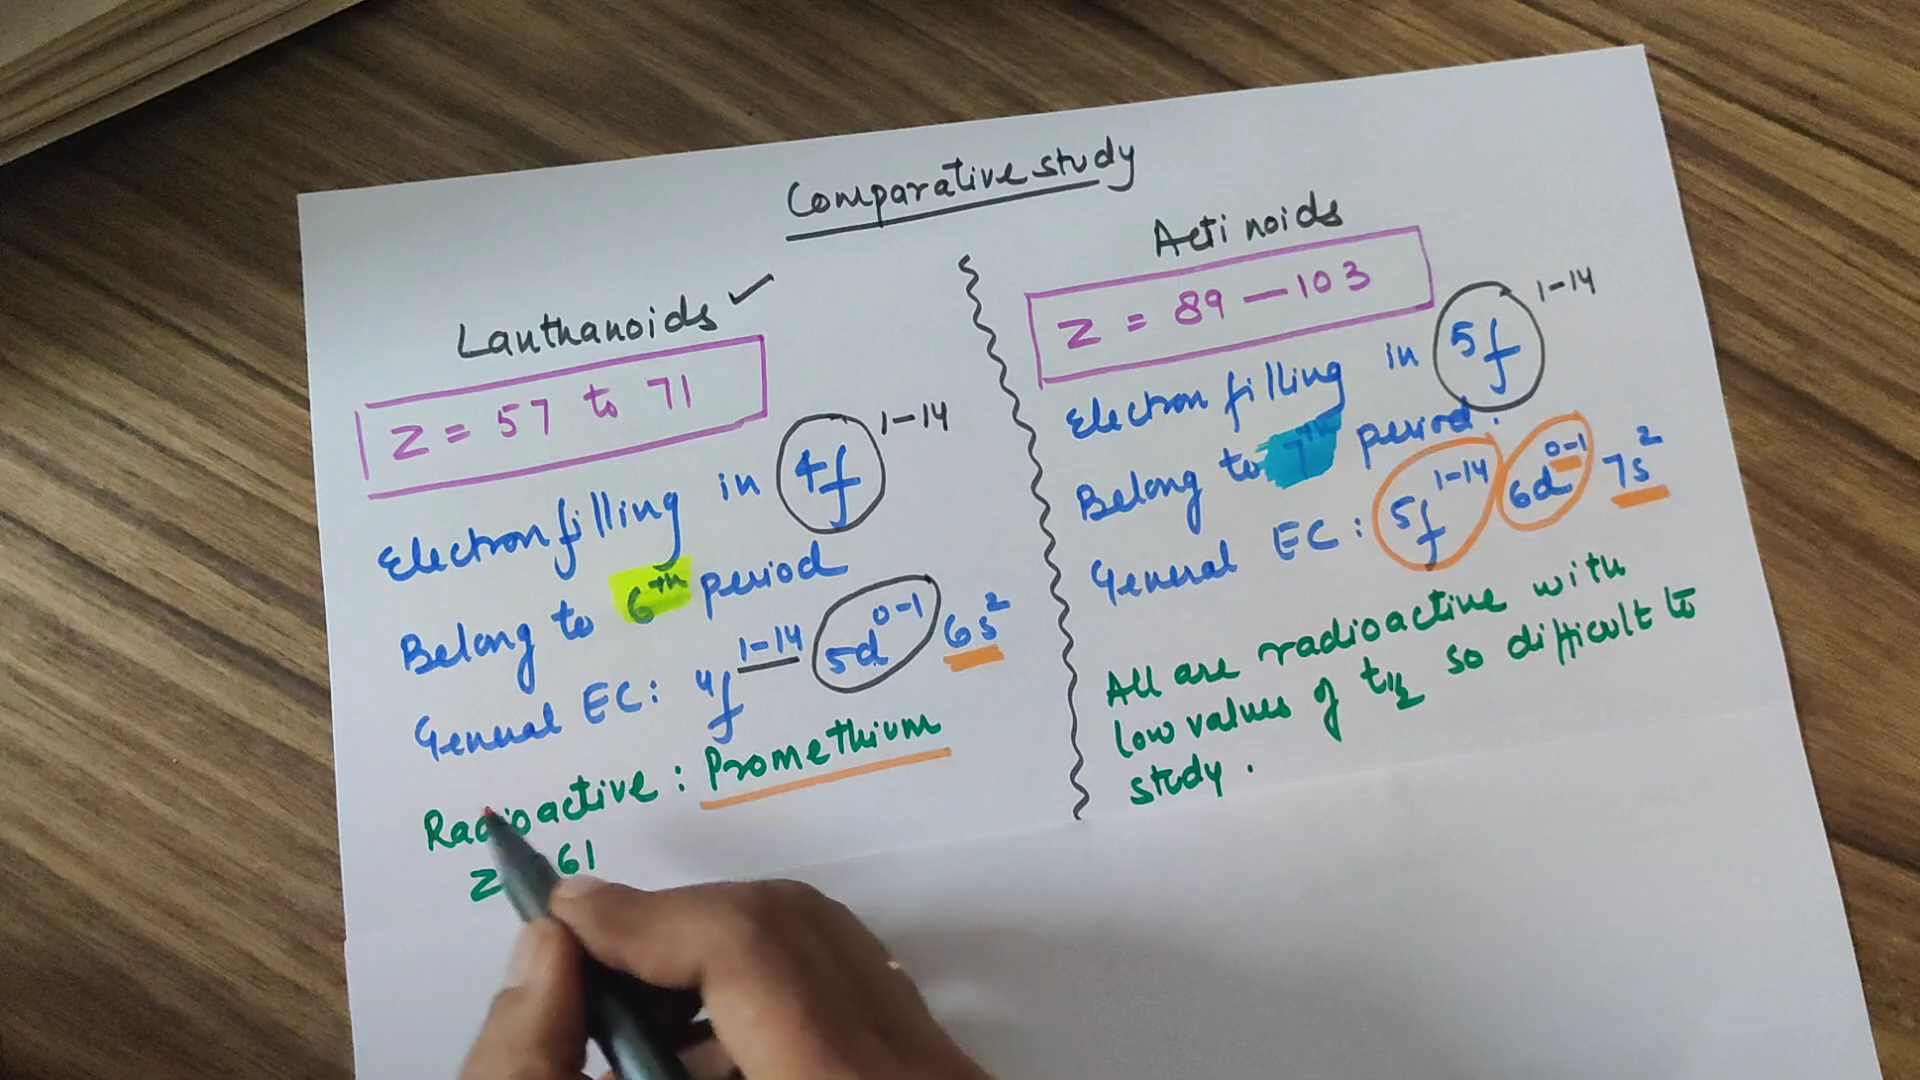 Comparative study
Lanthanoids ✓
Z = 57 to 71
Electron filling in 4f 1-14
Belong to 6th period
General EC: 4f 1-14 5d 0-1 6s 2
Radioactive: Promethium
Z 61
Actinoids
Z = 89 — 103
Electron filling in 5f 1-14
Belong to 7th period.
General EC: 5f 1-14 6d 0-1 7s 2
All are radioactive with
low values of t1/2 so difficult to
study.